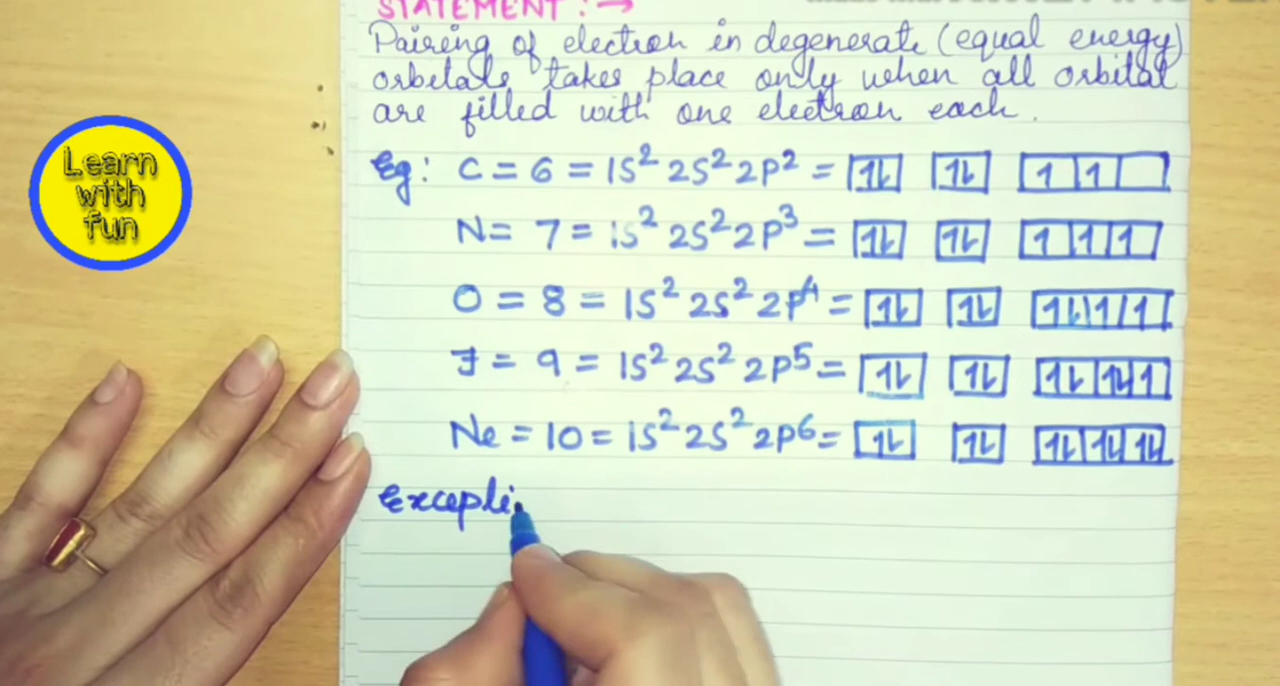 STATEMENT : →
Learn
with
fun
Pairing of electron in degenerate (equal energy)
orbitals takes place only when all orbital
are filled with one electron each.
Eg: C = 6 = 1S² 2S² 2P² = 1⇂ 1⇂ 1 1
N = 7 = 1S² 2S² 2P³ = 1⇂ 1⇂ 1 1 1
O = 8 = 1S² 2S² 2P⁴ = 1⇂ 1⇂ 1⇂ 1 1
F = 9 = 1S² 2S² 2P⁵ = 1⇂ 1⇂ 1⇂ 1⇂ 1
Ne = 10 = 1S² 2S² 2P⁶ = 1⇂ 1⇂ 1⇂ 1⇂ 1⇂
Excepti